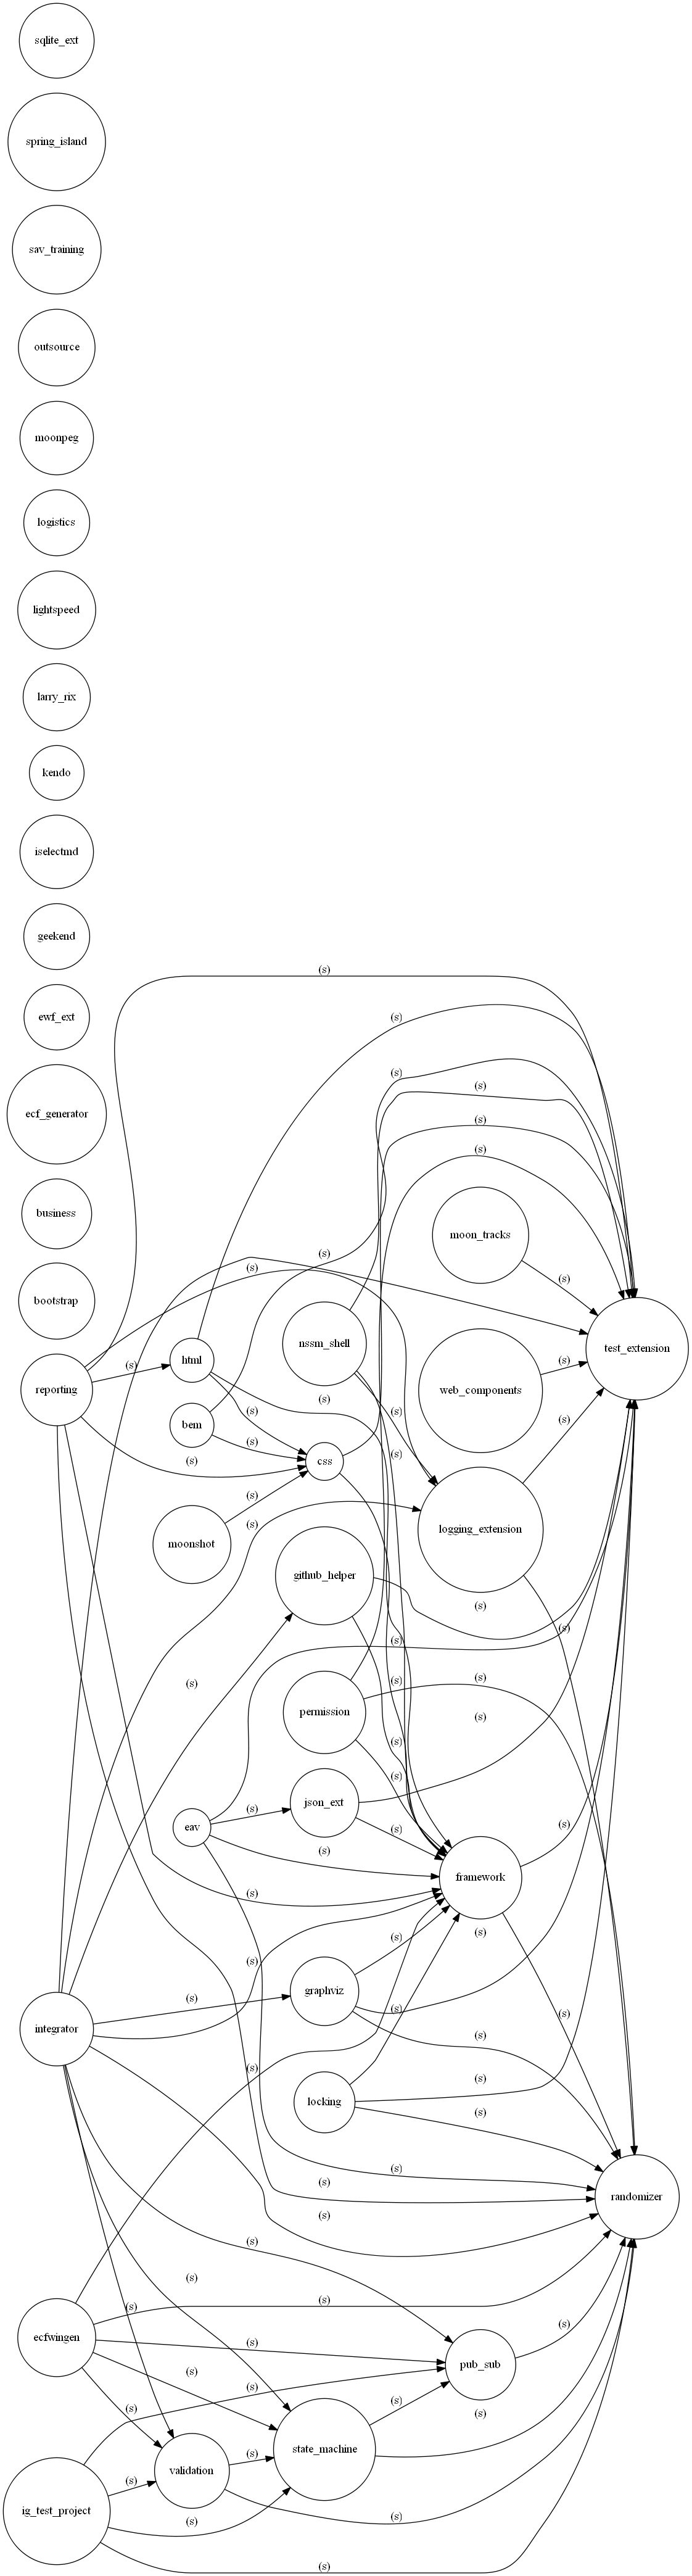 sqlite_ext
spring_island
sav_training
outsource
moonpeg
logistics
lightspeed
larry_rix
kendo
iselectmd
geekend
(s)
ewf_ext
(s)
(s)
(s)
ecf_generator
(s)
(s)
business
moon_tracks
(s)
(s)
(s)
bootstrap
nssm_shell
test_extension
html
(s)
(s)
reporting
web_components
(s)
(s)
(s)
(s)
bem
(s)
(s)
css
(s)
(s)
(s)
logging_extension
moonshot
github_helper
(s)
(s)
(s)
(s)
(s)
(s)
permission
(s)
(s)
(s)
json_ext
(s)
(s)
eav
(s)
(s)
framework
(s)
(s)
(s)
(s)
graphviz
(s)
(s)
(s)
integrator
(s)
(s)
(s)
locking
(s)
(s)
(s)
randomizer
(s)
(s)
(s)
(s)
(s)
(s)
ecfwingen
(s)
pub_sub
(s)
(s)
(s)
(s)
(s)
state_machine
(s)
validation
(s)
ig_test_project
(s)
(s)
(s)